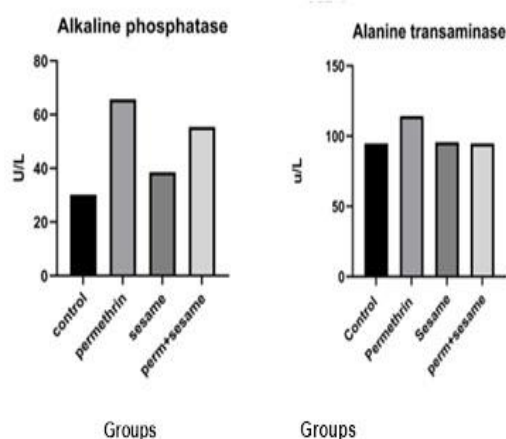 Alkaline phosphatase
U/L
80
60
40
20
0
control
permethrin
sesame
perm+sesame
Groups
Alanine transaminase
u/L
150
100
50
0
Control
Permethrin
Sesame
perm+sesame
Groups